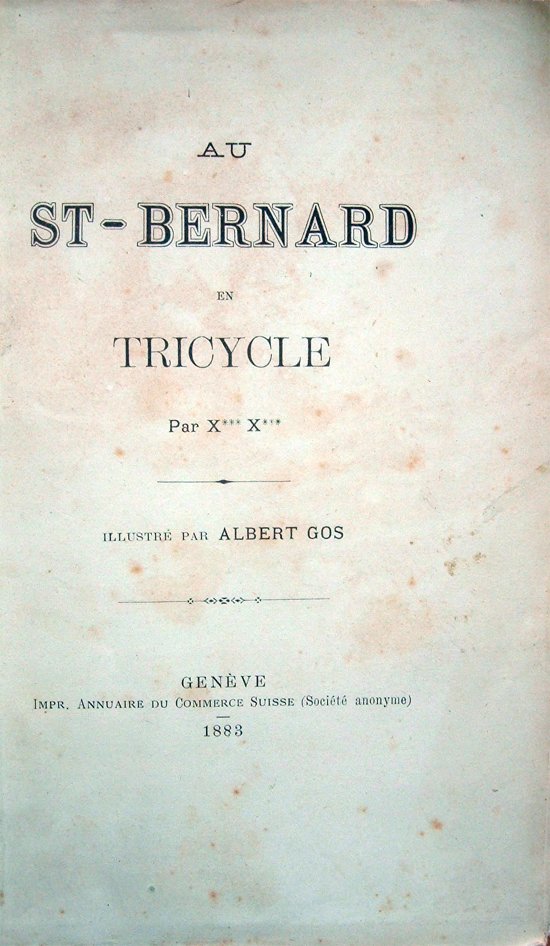 AU
ST-BERNARD
EN
TRICYCLE
Par X*** X***
ILLUSTRÉ PAR ALBERT GOS
GENÈVE
IMPR. ANNUAIRE DU COMMERCE SUISSE (Société anonyme)
1883